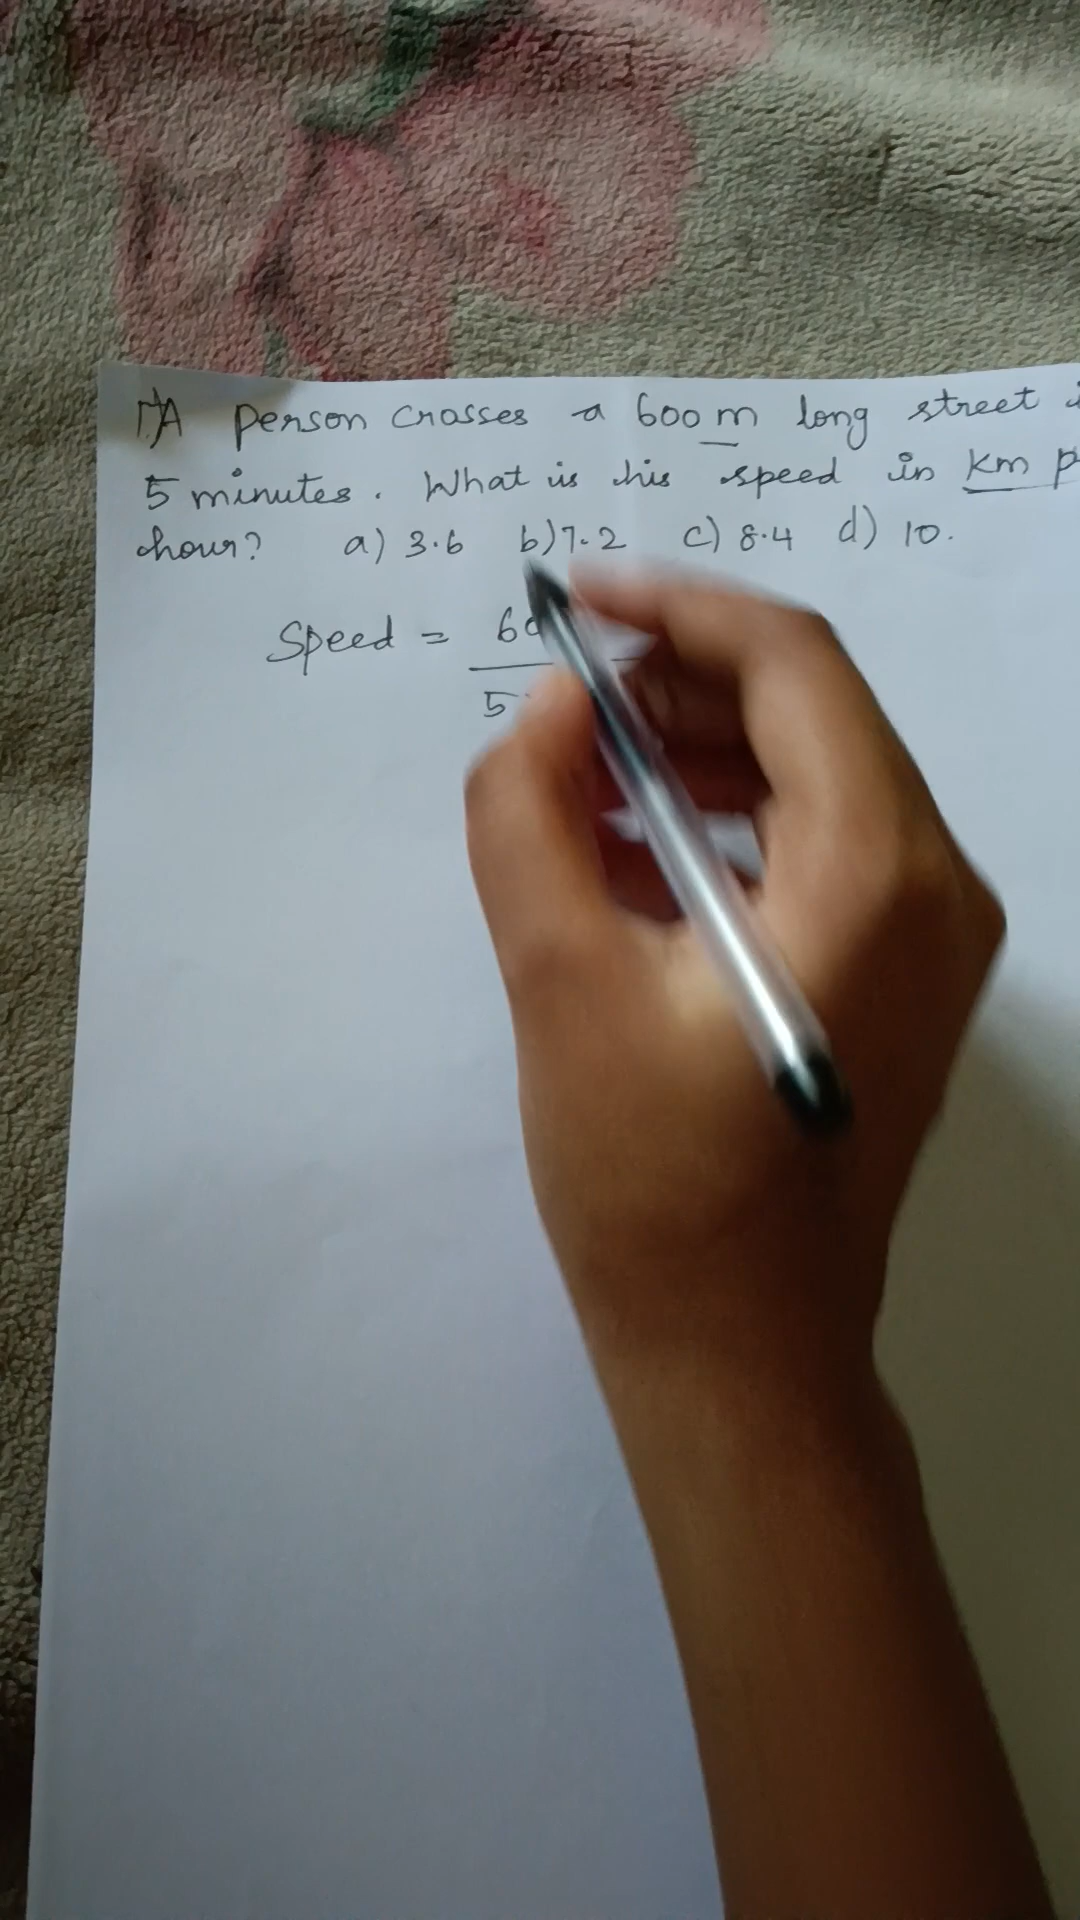 1) A person crosses a 600 m long street
5 minutes. What is his speed in km
hour? a) 3.6 b) 7.2 c) 8.4 d) 10.
Speed =
5